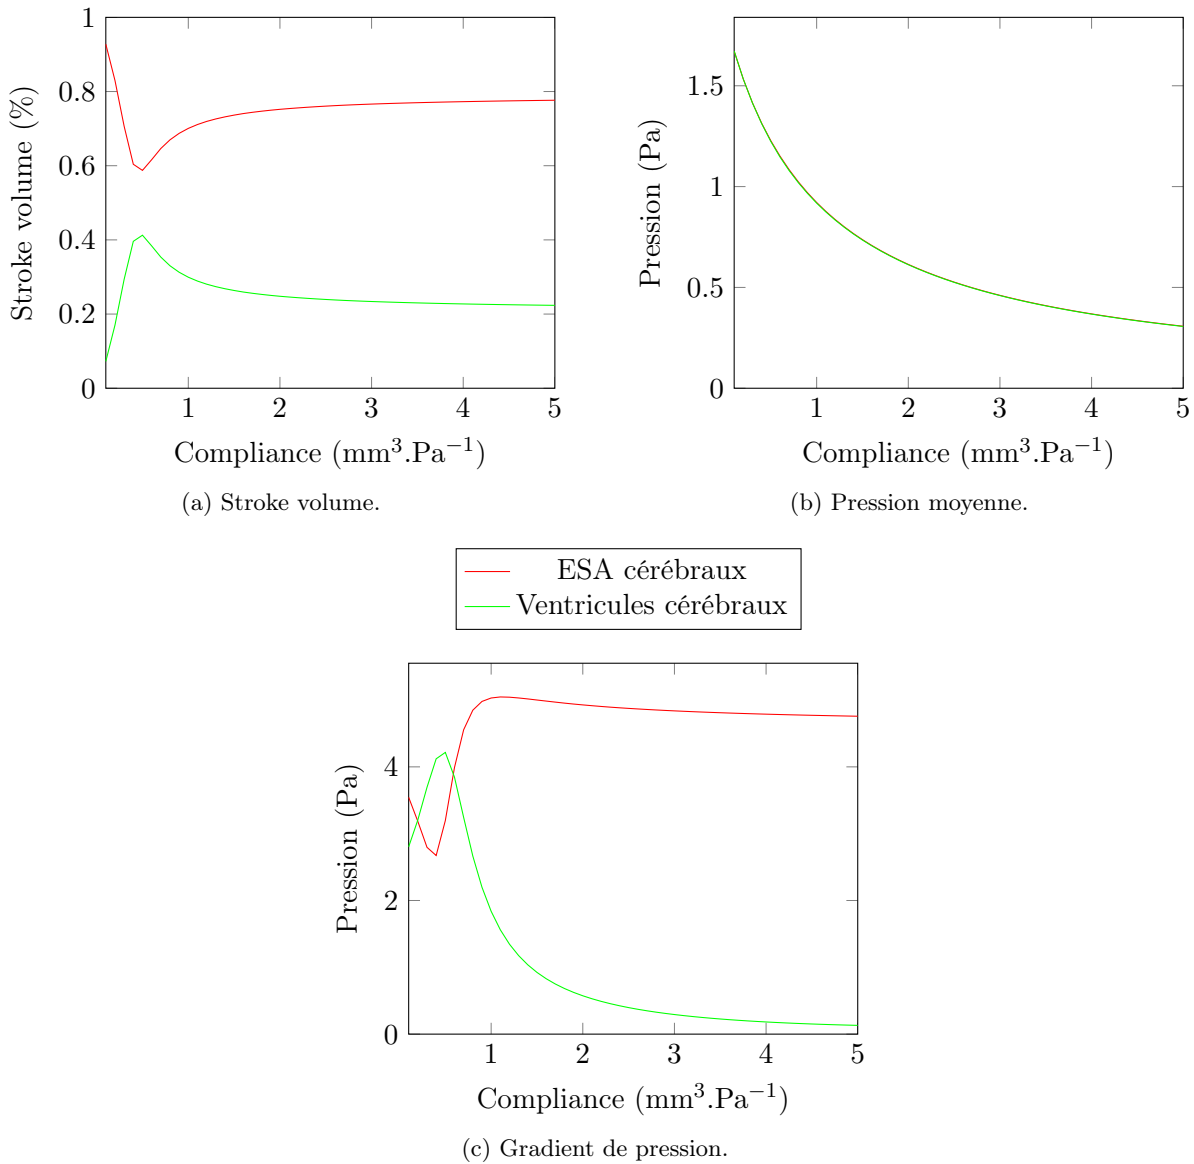 1
0.8
0.6
0.4
0.2
0
1 2 3 4 5
Stroke volume (%)
Compliance (mm³.Pa⁻¹)
(a) Stroke volume.
1.5
1
0.5
0
1 2 3 4 5
Pression (Pa)
Compliance (mm³.Pa⁻¹)
(b) Pression moyenne.
ESA cérébraux
Ventricules cérébraux
4
2
0
1 2 3 4 5
Pression (Pa)
Compliance (mm³.Pa⁻¹)
(c) Gradient de pression.